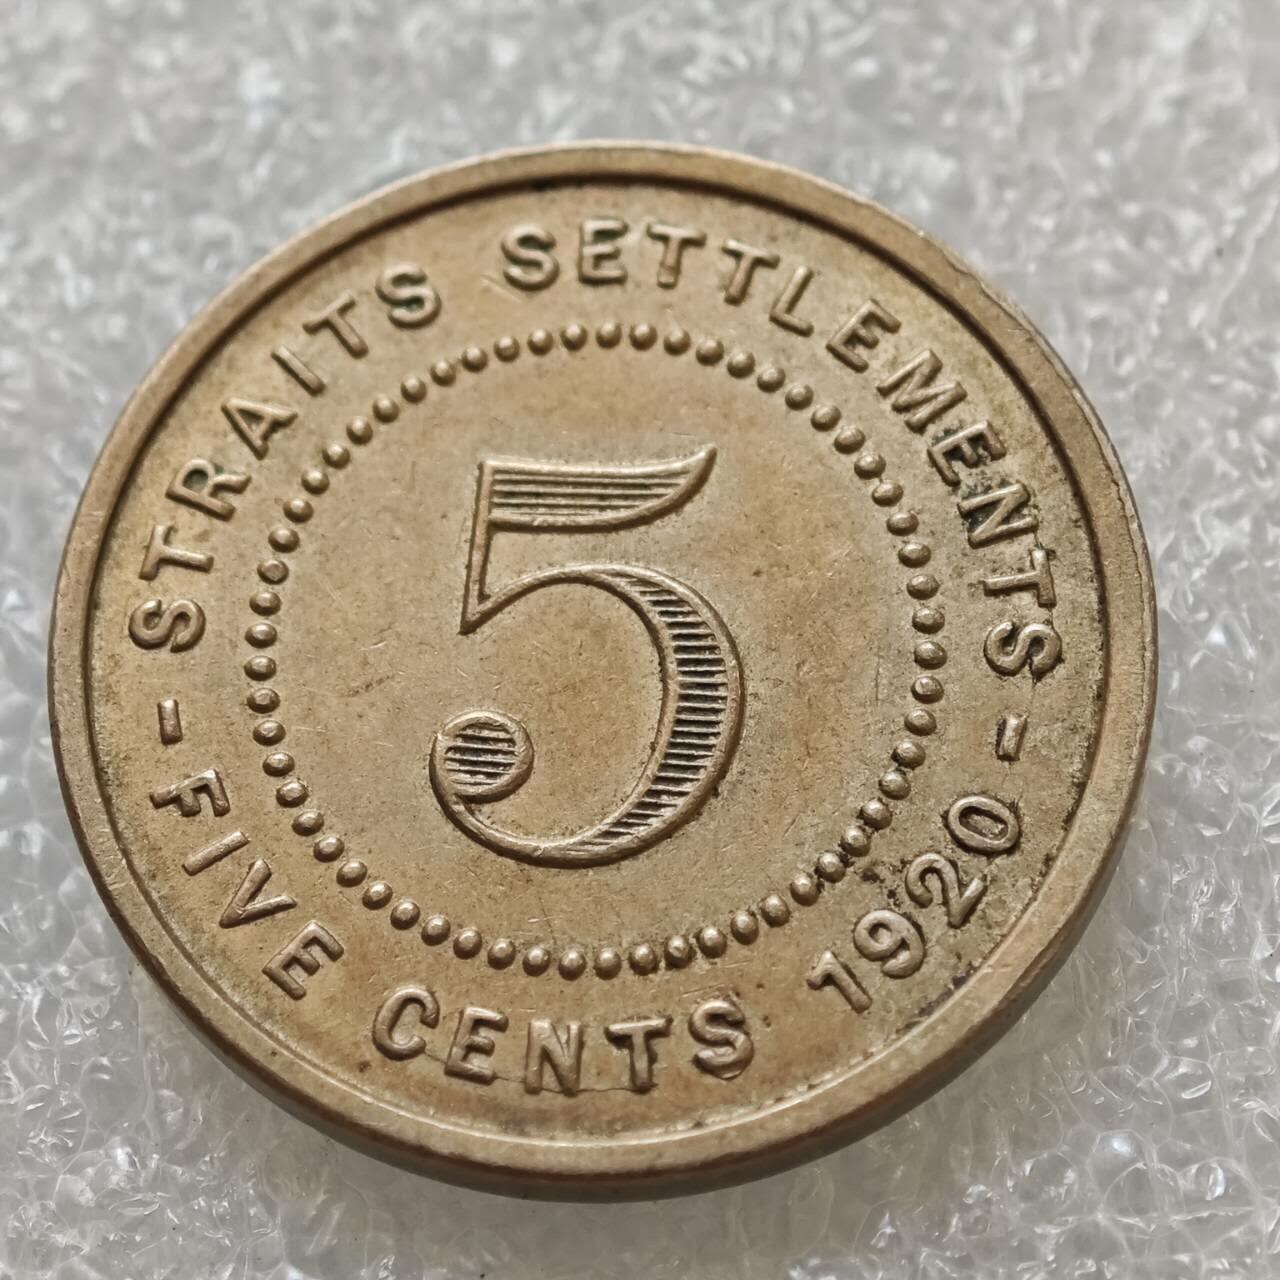 STRAITS SETTLEMENTS
5
– FIVE CENTS 1920 –